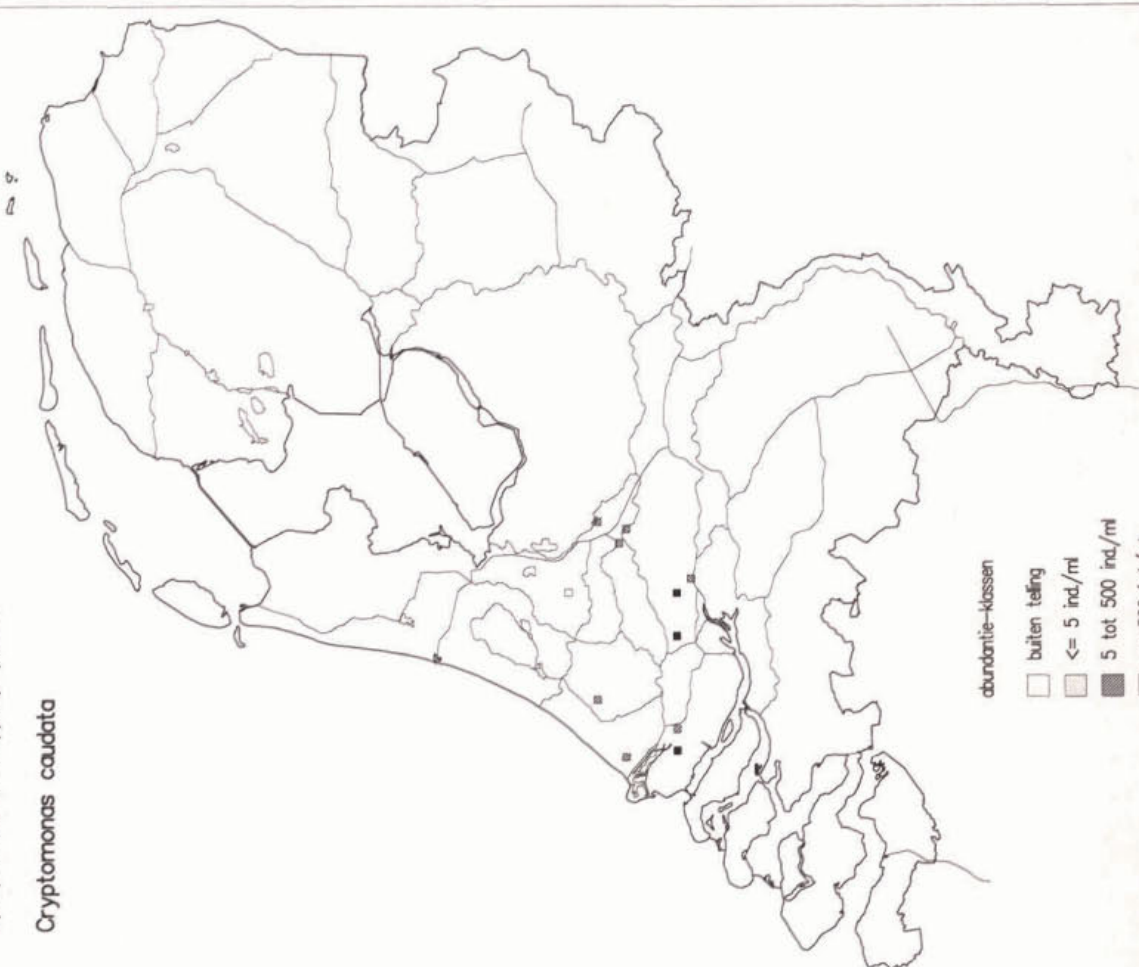 Cryptomonas caudata
abundantie-klassen
buiten telling
<= 5 ind./ml
5 tot 500 ind./ml